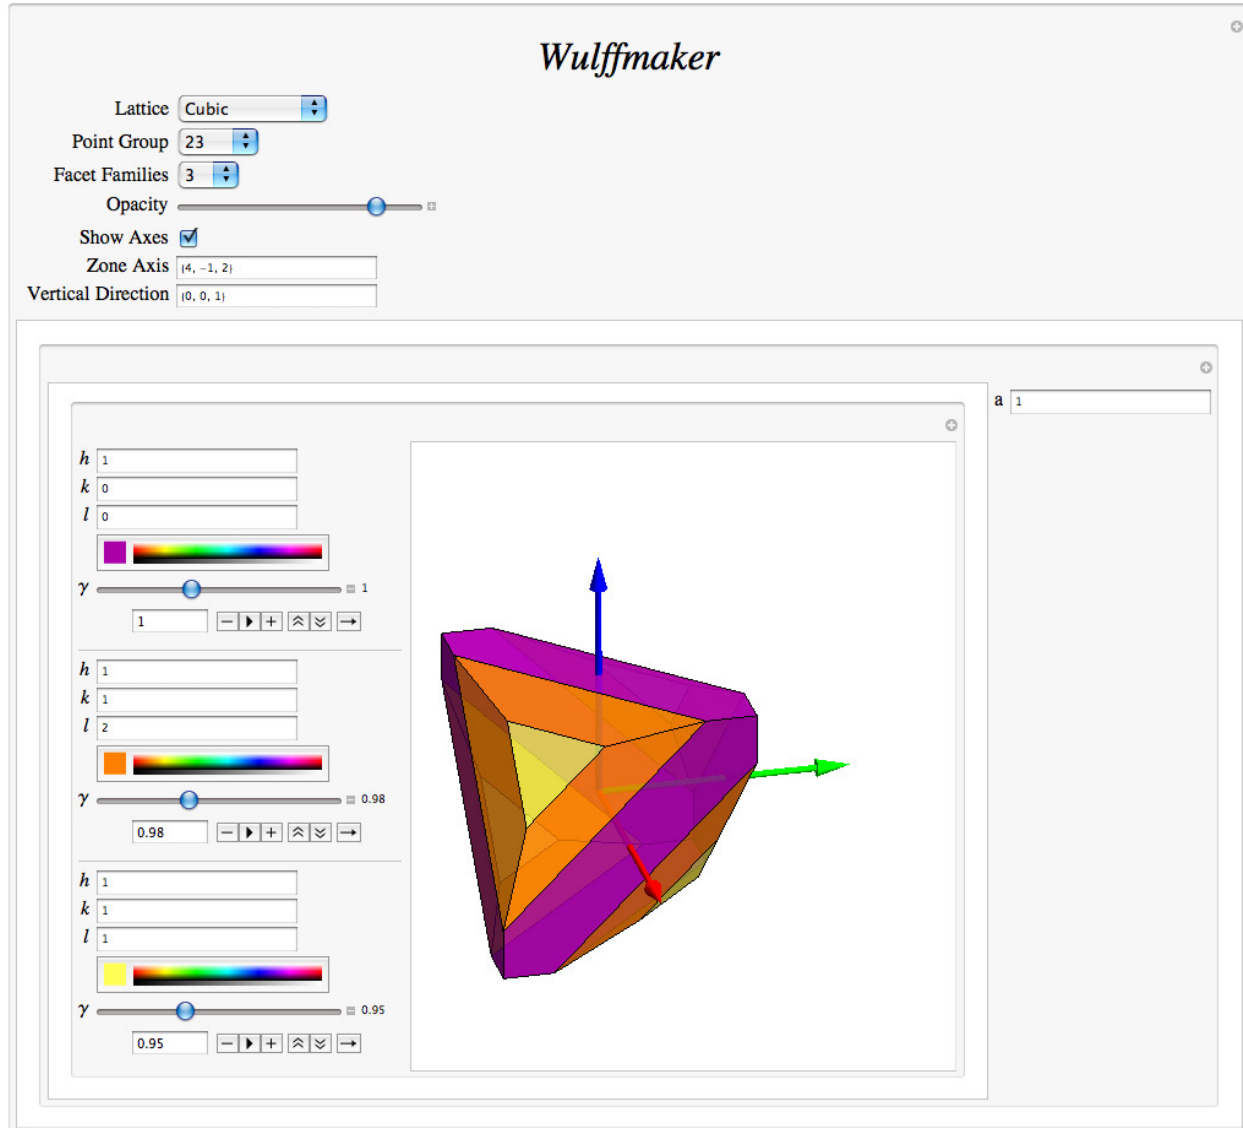 Wulffmaker
Lattice Cubic
Point Group 23
Facet Families 3
Opacity
Show Axes
Zone Axis {4, -1, 2}
Vertical Direction {0, 0, 1}
a 1
h 1
k 0
l 0
γ 1
1
h 1
k 1
l 2
γ 0.98
0.98
h 1
k 1
l 1
γ 0.95
0.95